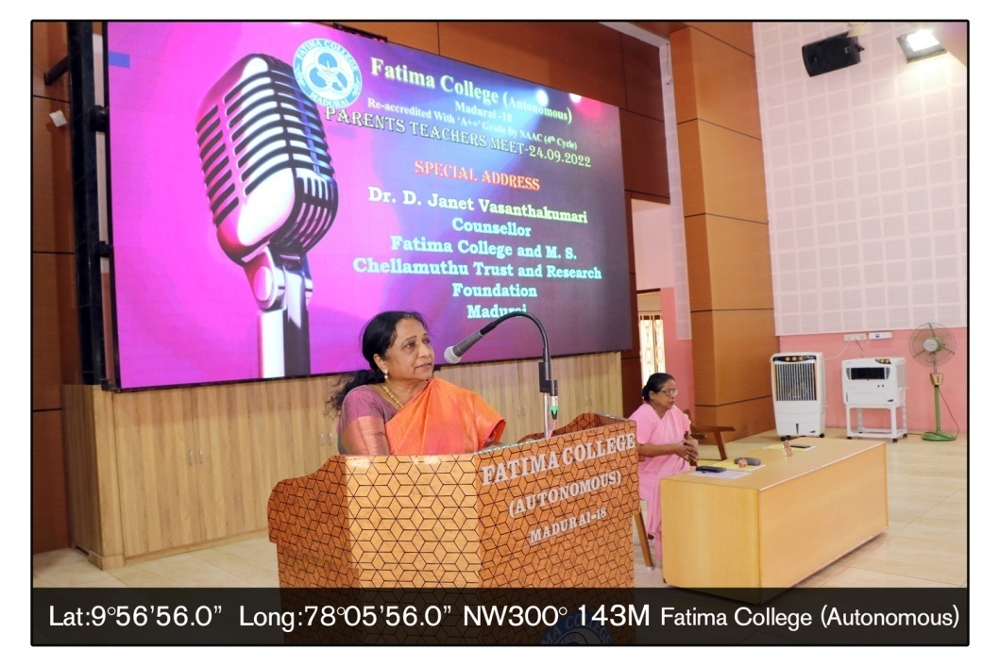 FATIMA COLLEGE
MADURAI
Fatima College (Autonomous)
Madurai -18
Re-accredited With ‘A++’ Grade By NAAC (4th Cycle)
PARENTS TEACHERS MEET-24.09.2022
SPECIAL ADDRESS
Dr. D. Janet Vasanthakumari
Counsellor
Fatima College and M. S.
Chellamuthu Trust and Research
Foundation
Madurai
FATIMA COLLEGE
(AUTONOMOUS)
MADURAI-18
Lat:9°56’56.0” Long:78°05’56.0” NW300° 143M Fatima College (Autonomous)